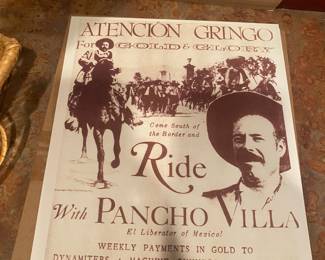 ATENCION GRINGO
For GOLD & GLORY
Come South of
the Border and
Ride
With PANCHO VILLA
El Liberator of Mexico!
WEEKLY PAYMENTS IN GOLD TO
DYNAMITERS